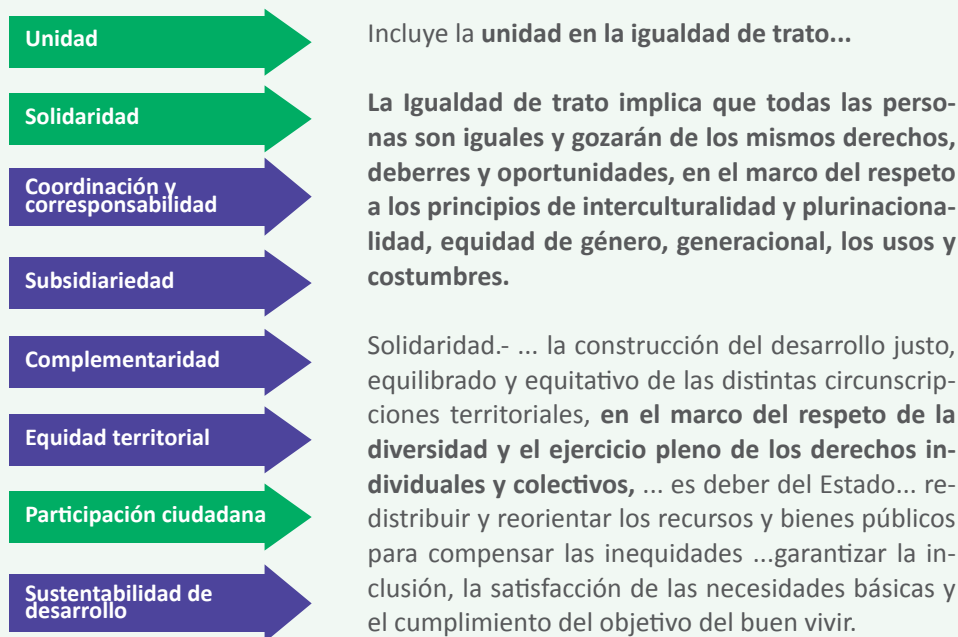 Unidad
Solidaridad
Coordinación y
corresponsabilidad
Subsidiariedad
Complementaridad
Equidad territorial
Participación ciudadana
Sustentabilidad de
desarrollo
Incluye la unidad en la igualdad de trato...
La Igualdad de trato implica que todas las perso-
nas son iguales y gozarán de los mismos derechos,
deberres y oportunidades, en el marco del respeto
a los principios de interculturalidad y plurinaciona-
lidad, equidad de género, generacional, los usos y
costumbres.
Solidaridad.- ... la construcción del desarrollo justo,
equilibrado y equitativo de las distintas circunscrip-
ciones territoriales, en el marco del respeto de la
diversidad y el ejercicio pleno de los derechos in-
dividuales y colectivos, ... es deber del Estado... re-
distribuir y reorientar los recursos y bienes públicos
para compensar las inequidades ...garantizar la in-
clusión, la satisfacción de las necesidades básicas y
el cumplimiento del objetivo del buen vivir.